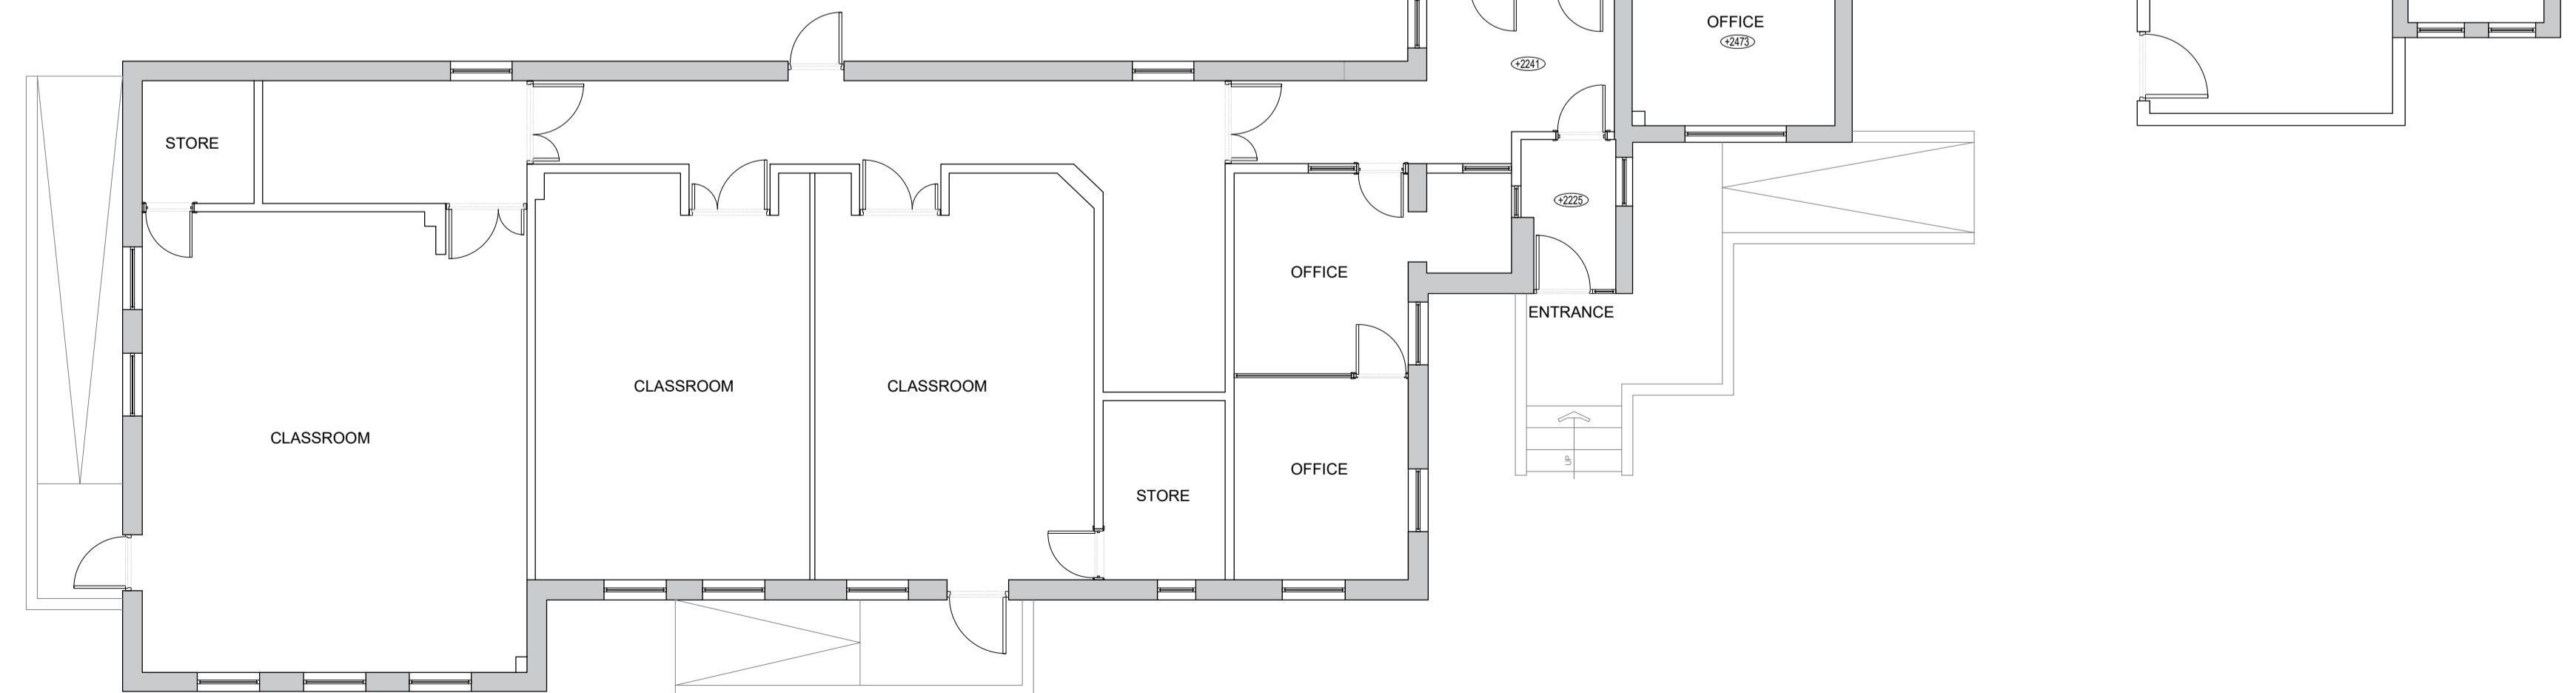 OFFICE
+2473
+2241
STORE
+2225
OFFICE
ENTRANCE
CLASSROOM
CLASSROOM
CLASSROOM
UP
OFFICE
STORE